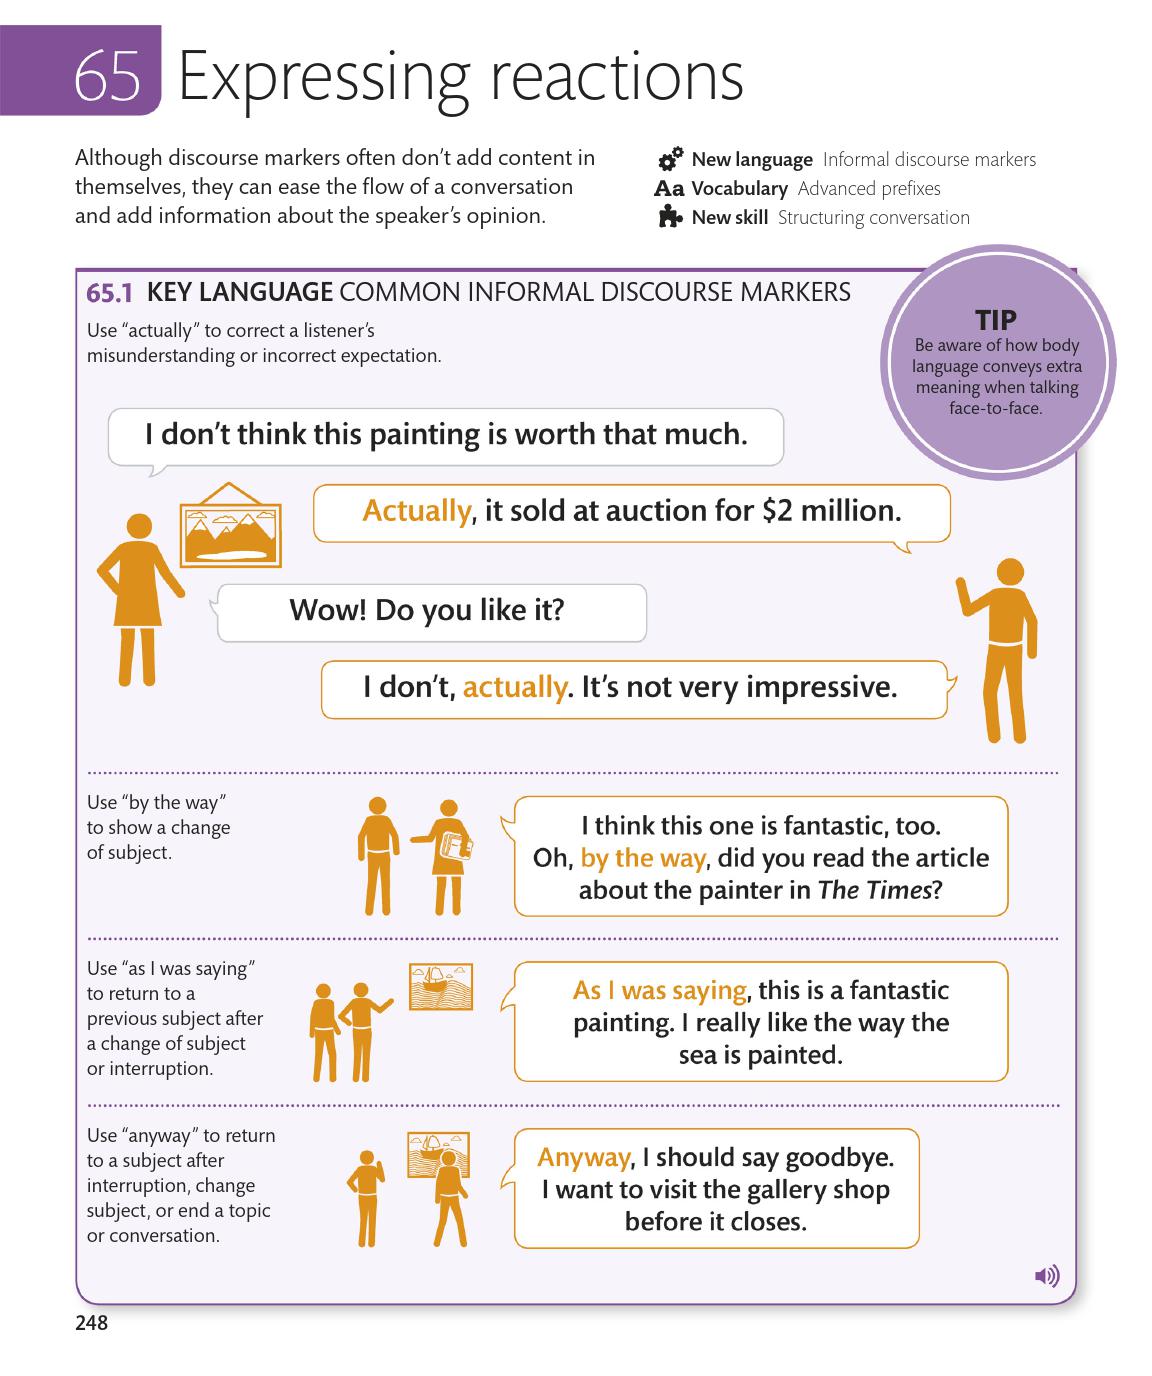 65 Expressing reactions
Although discourse markers often don’t add content in
themselves, they can ease the flow of a conversation
and add information about the speaker’s opinion.
New language Informal discourse markers
Aa Vocabulary Advanced prefixes
New skill Structuring conversation
65.1 KEY LANGUAGE COMMON INFORMAL DISCOURSE MARKERS
Use “actually” to correct a listener’s
misunderstanding or incorrect expectation.
TIP
Be aware of how body
language conveys extra
meaning when talking
face-to-face.
I don’t think this painting is worth that much.
Actually, it sold at auction for $2 million.
Wow! Do you like it?
I don’t, actually. It’s not very impressive.
Use “by the way”
to show a change
of subject.
I think this one is fantastic, too.
Oh, by the way, did you read the article
about the painter in The Times?
Use “as I was saying”
to return to a
previous subject after
a change of subject
or interruption.
As I was saying, this is a fantastic
painting. I really like the way the
sea is painted.
Use “anyway” to return
to a subject after
interruption, change
subject, or end a topic
or conversation.
Anyway, I should say goodbye.
I want to visit the gallery shop
before it closes.
248